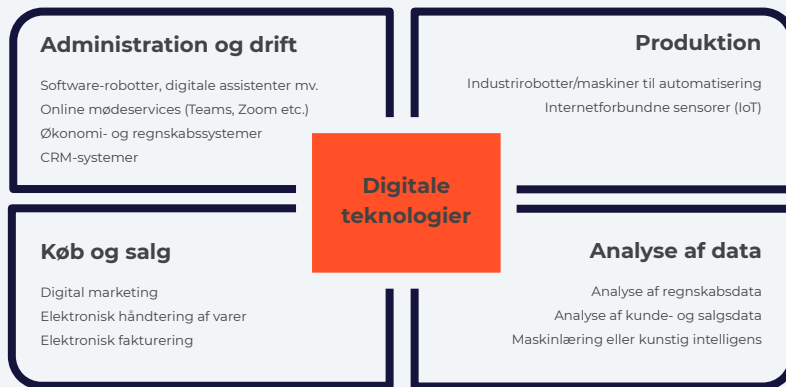 Administration og drift
Software-robotter, digitale assistenter mv.
Online mødeservices (Teams, Zoom etc.)
Økonomi- og regnskabssystemer
CRM-systemer
Produktion
Industrirobotter/maskiner til automatisering
Internetforbundne sensorer (IoT)
Digitale
teknologier
Køb og salg
Digital marketing
Elektronisk håndtering af varer
Elektronisk fakturering
Analyse af data
Analyse af regnskabsdata
Analyse af kunde- og salgsdata
Maskinlæring eller kunstig intelligens